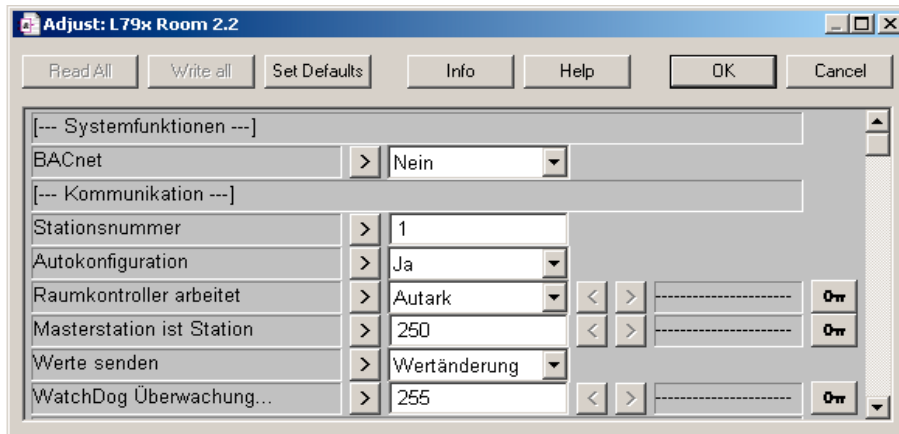 Adjust: L79x Room 2.2
Read All Write all Set Defaults Info Help OK Cancel
[--- Systemfunktionen ---]
BACnet > Nein
[--- Kommunikation ---]
Stationsnummer > 1
Autokonfiguration > Ja
Raumkontroller arbeitet > Autark < > ----------------------
Masterstation ist Station > 250 < > ----------------------
Werte senden > Wertänderung
WatchDog Überwachung... > 255 < > ----------------------